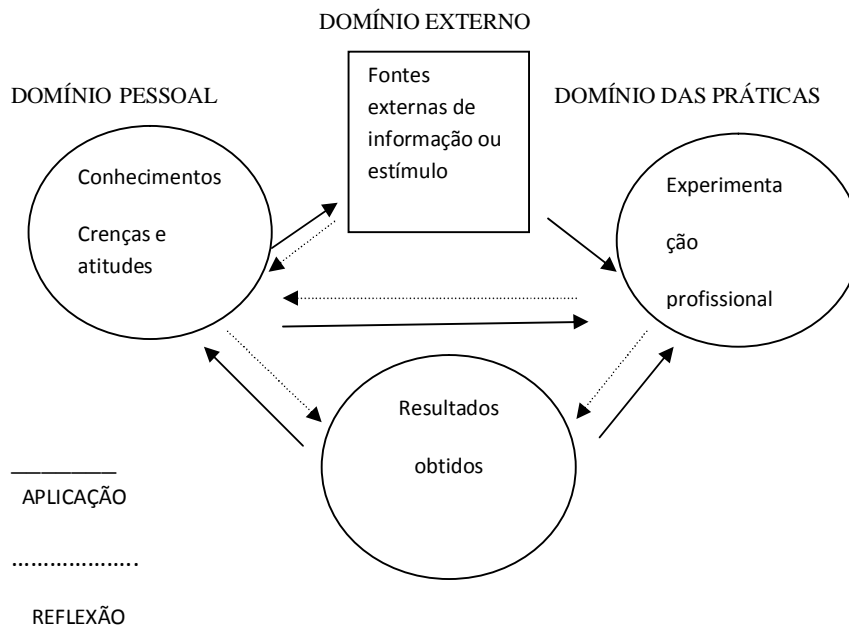 DOMÍNIO EXTERNO
DOMÍNIO PESSOAL
DOMÍNIO DAS PRÁTICAS
Fontes
externas de
informação ou
estímulo
Conhecimentos
Crenças e
atitudes
Experimenta
ção
profissional
Resultados
obtidos
APLICAÇÃO
REFLEXÃO